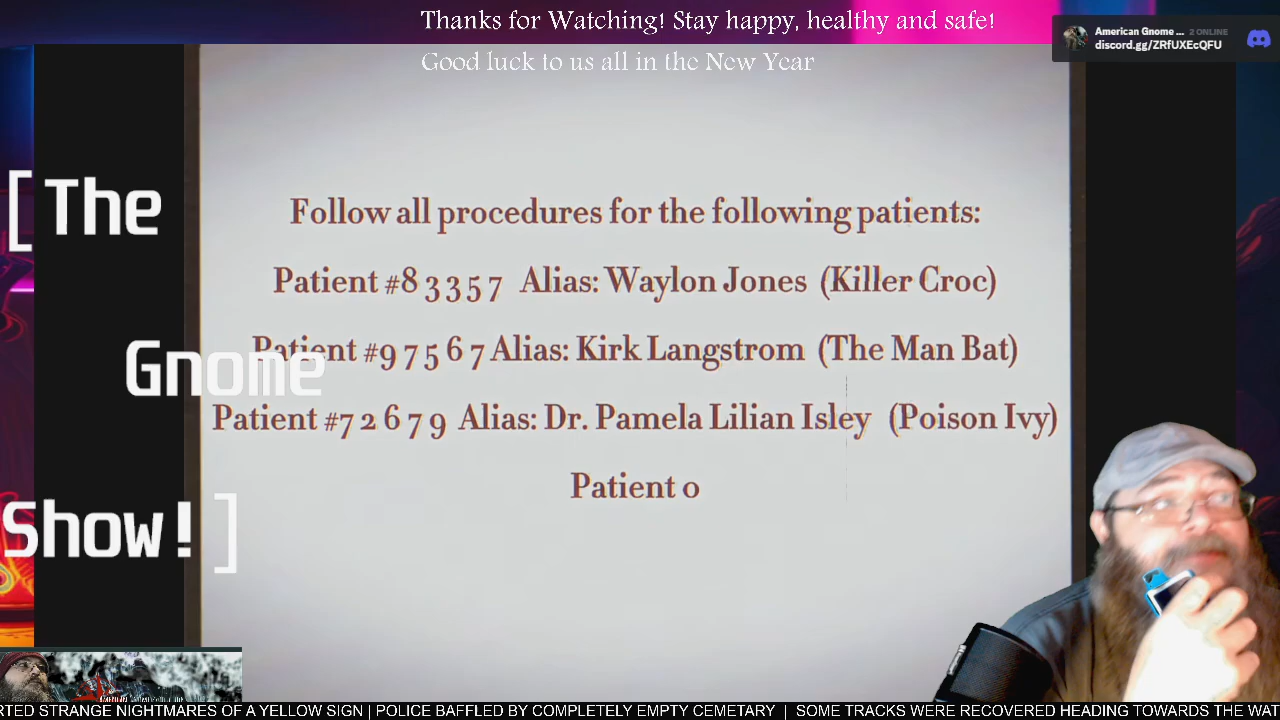 Thanks for Watching! Stay happy, healthy and safe!
Good luck to us all in the New Year
American Gnome ... 2 ONLINE
discord.gg/ZRfUXEcQFU
Follow all procedures for the following patients:
Patient #8 3 3 5 7 Alias: Waylon Jones (Killer Croc)
Patient #9 7 5 6 7 Alias: Kirk Langstrom (The Man Bat)
Patient #7 2 6 7 9 Alias: Dr. Pamela Lilian Isley (Poison Ivy)
Patient 0
[The
Gnome
Show! ]
RTED STRANGE NIGHTMARES OF A YELLOW SIGN | POLICE BAFFLED BY COMPLETELY EMPTY CEMETARY | SOME TRACKS WERE RECOVERED HEADING TOWARDS THE WAT